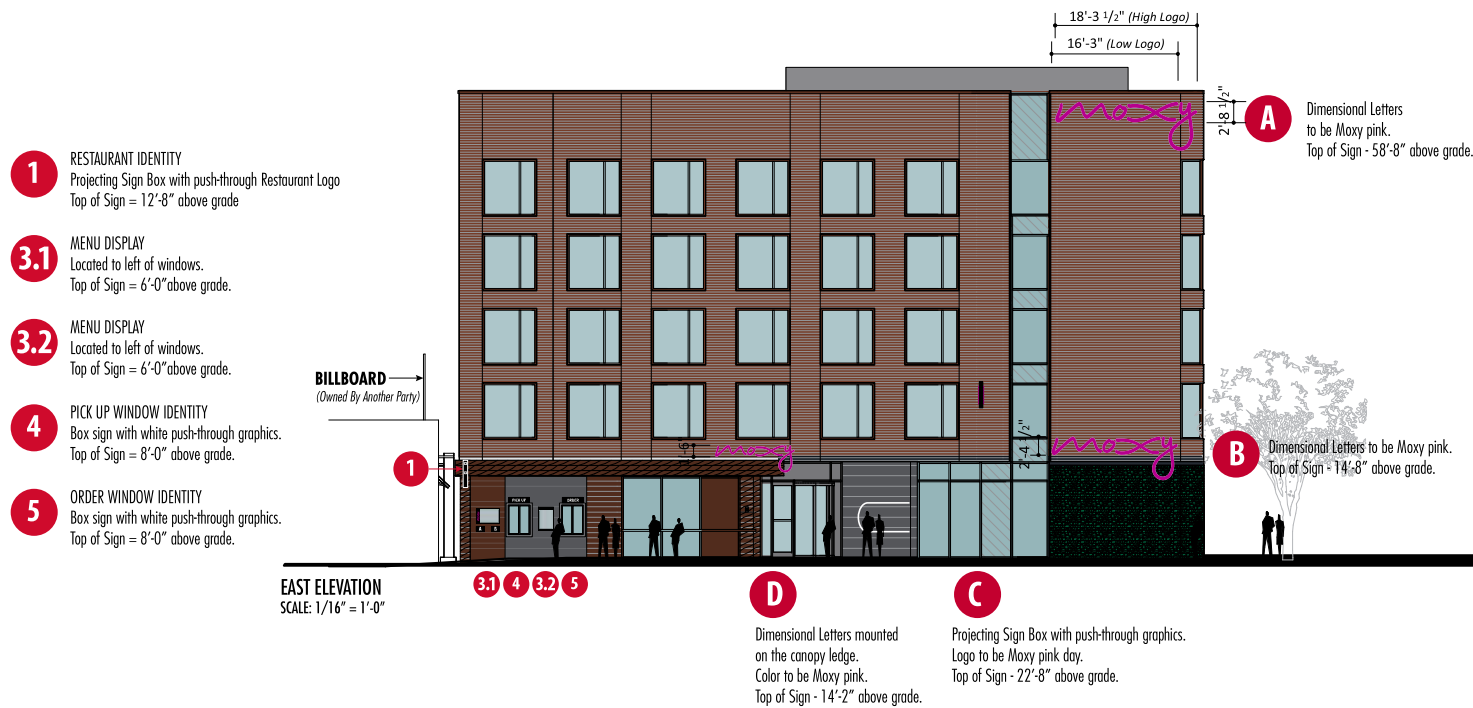 18'-3 1/2" (High Logo)
16'-3" (Low Logo)
moxy
2'-8 1/2"
A
Dimensional Letters
to be Moxy pink.
Top of Sign - 58'-8" above grade.
1
RESTAURANT IDENTITY
Projecting Sign Box with push-through Restaurant Logo
Top of Sign = 12'-8" above grade
3.1
MENU DISPLAY
Located to left of windows.
Top of Sign = 6'-0"above grade.
3.2
MENU DISPLAY
Located to left of windows.
Top of Sign = 6'-0"above grade.
BILLBOARD
(Owned By Another Party)
4
PICK UP WINDOW IDENTITY
Box sign with white push-through graphics.
Top of Sign = 8'-0" above grade.
1
-6"
moxy
2'-4 1/2"
moxy
B
Dimensional Letters to be Moxy pink.
Top of Sign - 14'-8" above grade.
5
ORDER WINDOW IDENTITY
Box sign with white push-through graphics.
Top of Sign = 8'-0" above grade.
PICK UP
ORDER
EAST ELEVATION
SCALE: 1/16" = 1'-0"
3.1
4
3.2
5
D
Dimensional Letters mounted
on the canopy ledge.
Color to be Moxy pink.
Top of Sign - 14'-2" above grade.
C
Projecting Sign Box with push-through graphics.
Logo to be Moxy pink day.
Top of Sign - 22'-8" above grade.